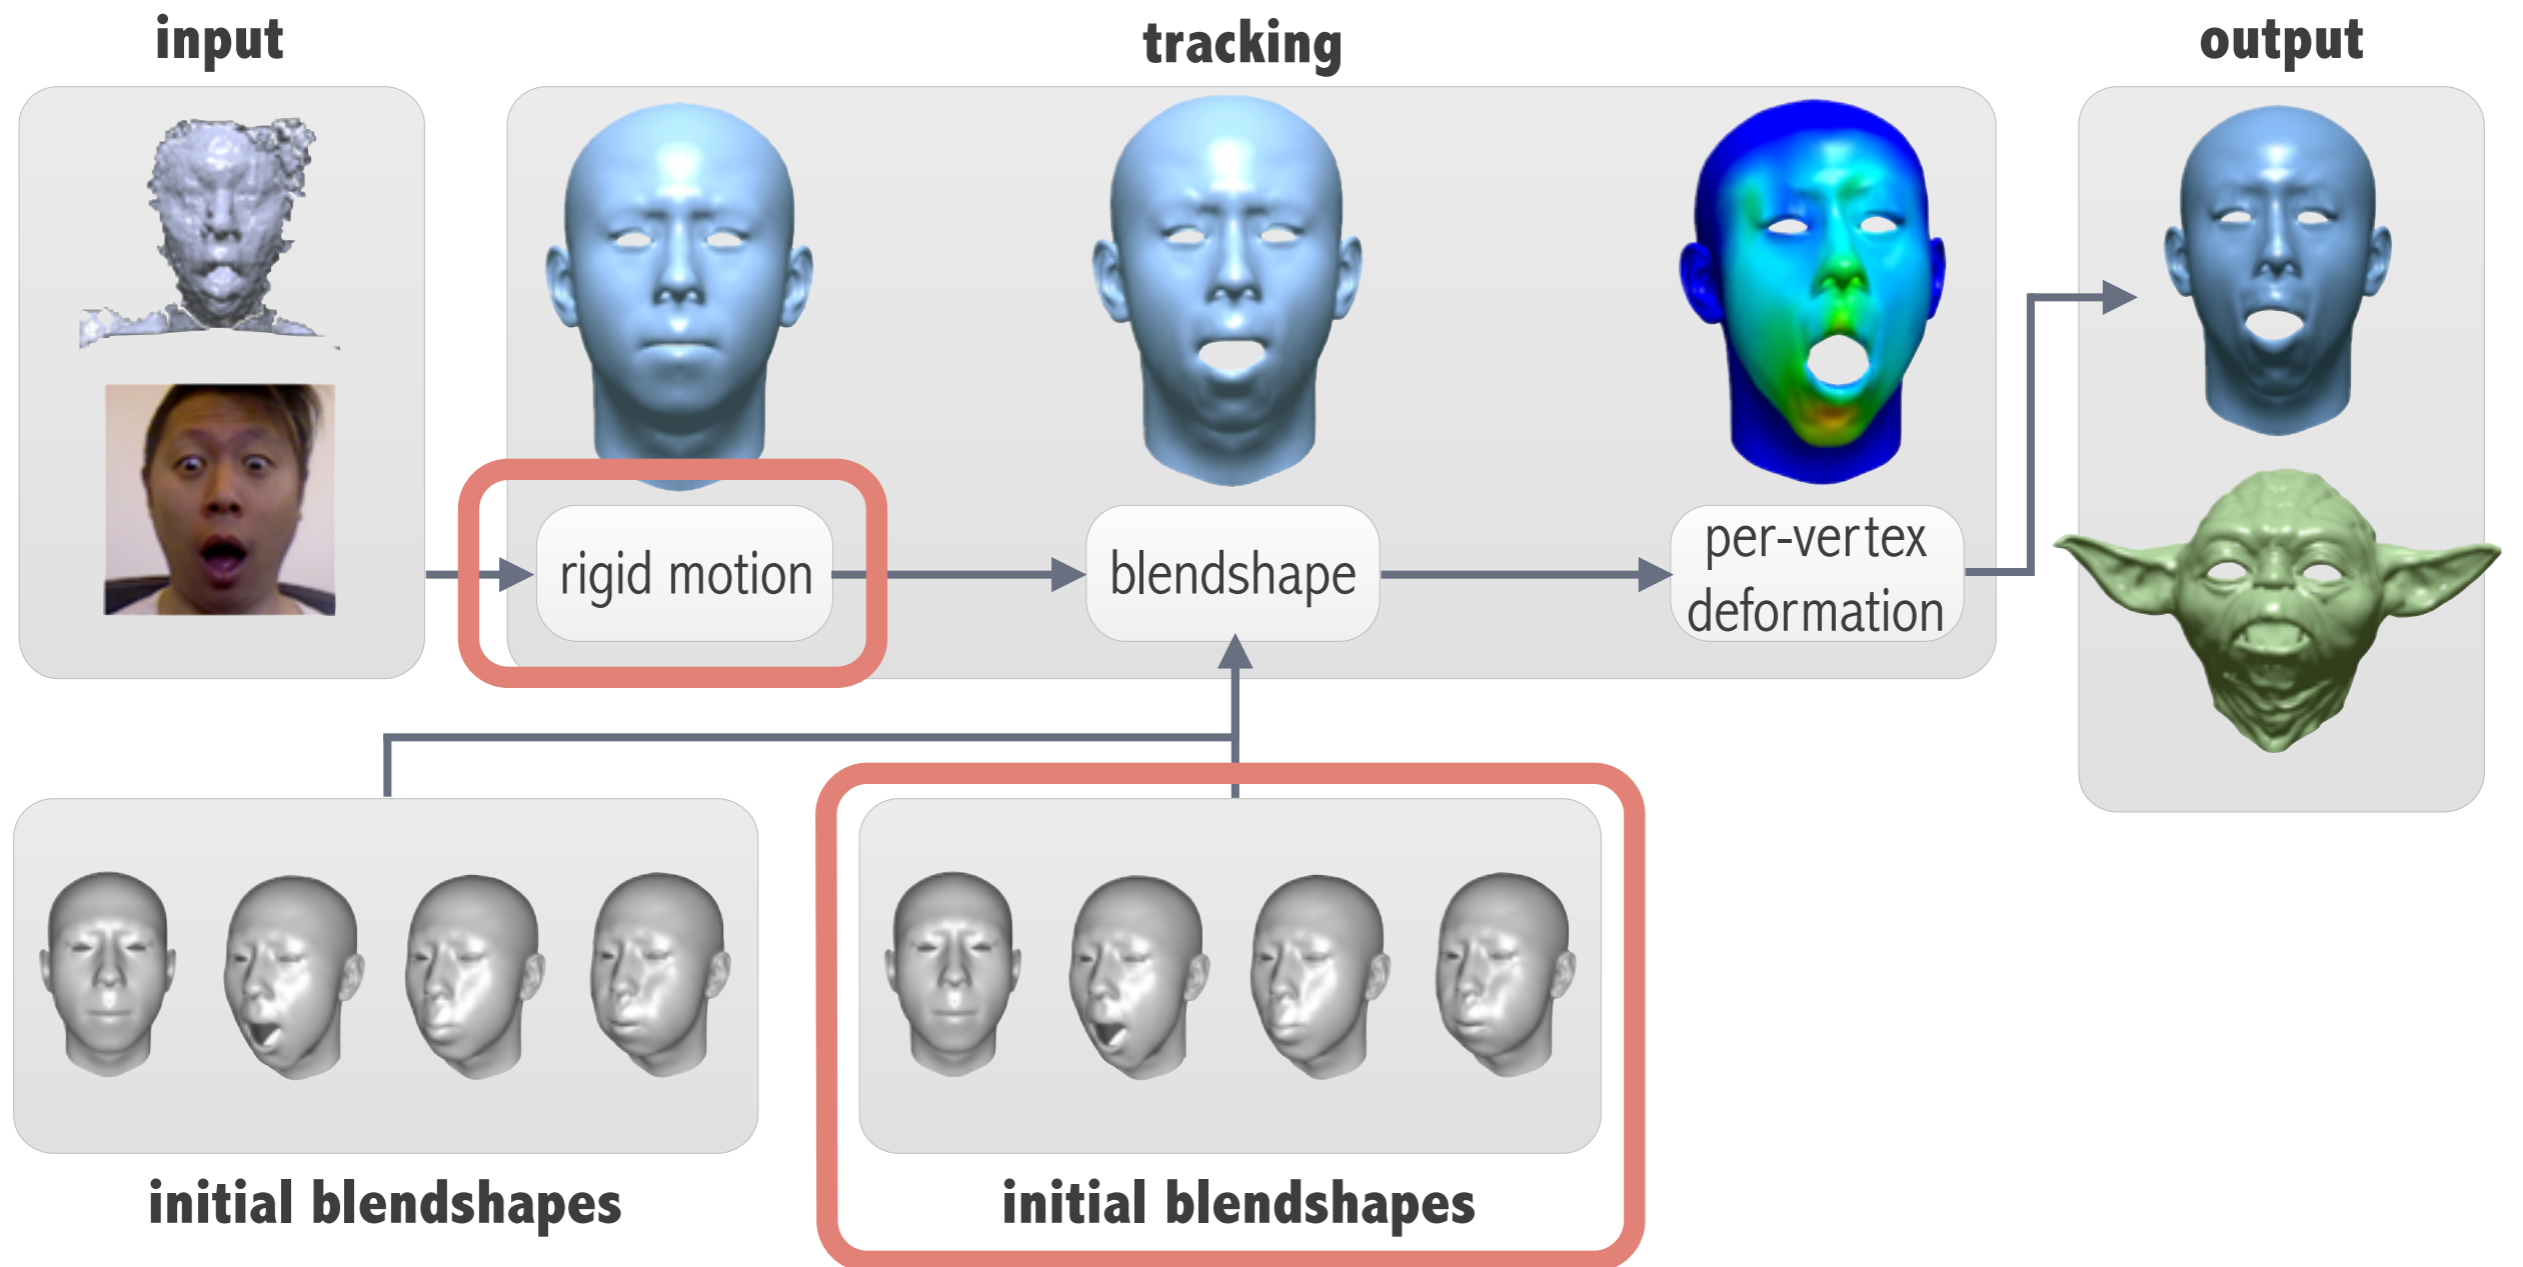 input
tracking
output
rigid motion
blendshape
per-vertex
deformation
initial blendshapes
initial blendshapes